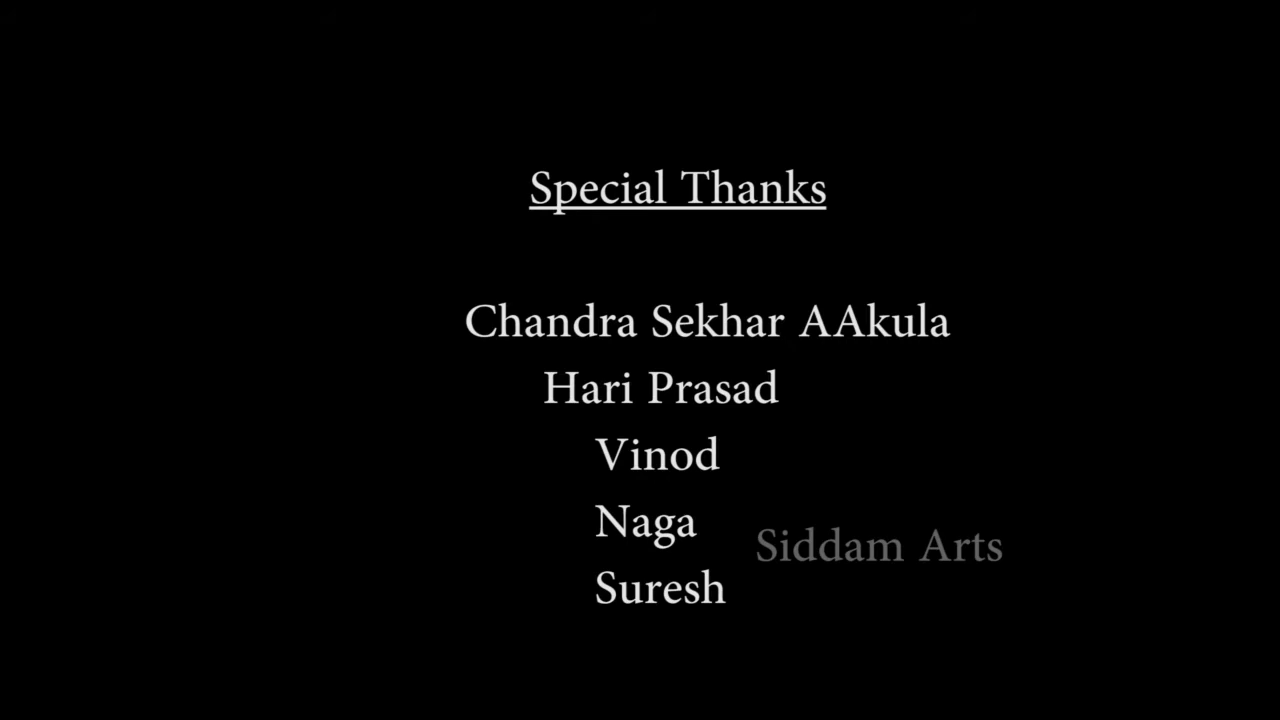 Special Thanks
Chandra Sekhar AAkula
Hari Prasad
Vinod
Naga
Siddam Arts
Suresh